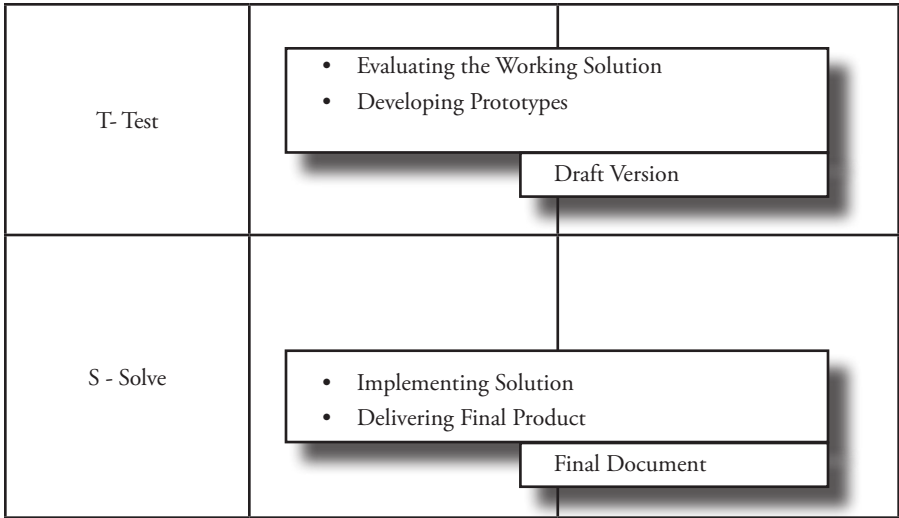 T- Test
• Evaluating the Working Solution
• Developing Prototypes
Draft Version
S - Solve
• Implementing Solution
• Delivering Final Product
Final Document